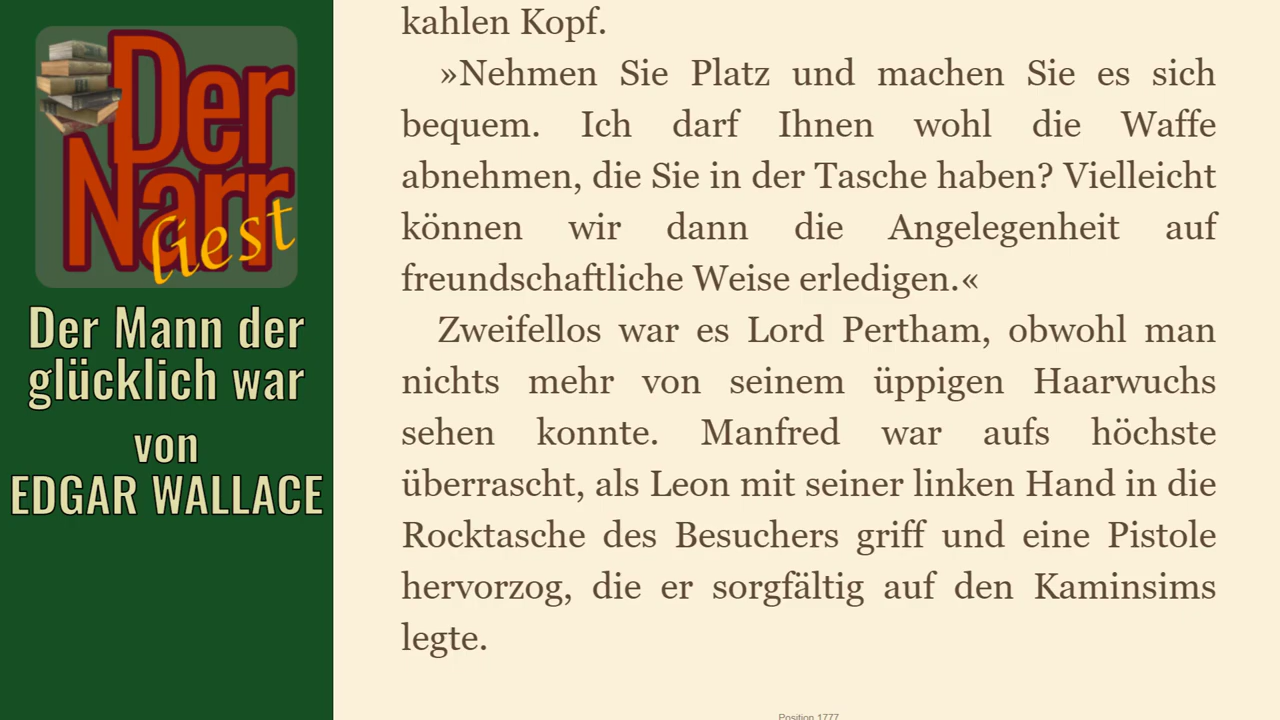 Der
Narr
liest
Der Mann der
glücklich war
von
EDGAR WALLACE
kahlen Kopf.
»Nehmen Sie Platz und machen Sie es sich
bequem. Ich darf Ihnen wohl die Waffe
abnehmen, die Sie in der Tasche haben? Vielleicht
können wir dann die Angelegenheit auf
freundschaftliche Weise erledigen.«
Zweifellos war es Lord Pertham, obwohl man
nichts mehr von seinem üppigen Haarwuchs
sehen konnte. Manfred war aufs höchste
überrascht, als Leon mit seiner linken Hand in die
Rocktasche des Besuchers griff und eine Pistole
hervorzog, die er sorgfältig auf den Kaminsims
legte.
Position 1777